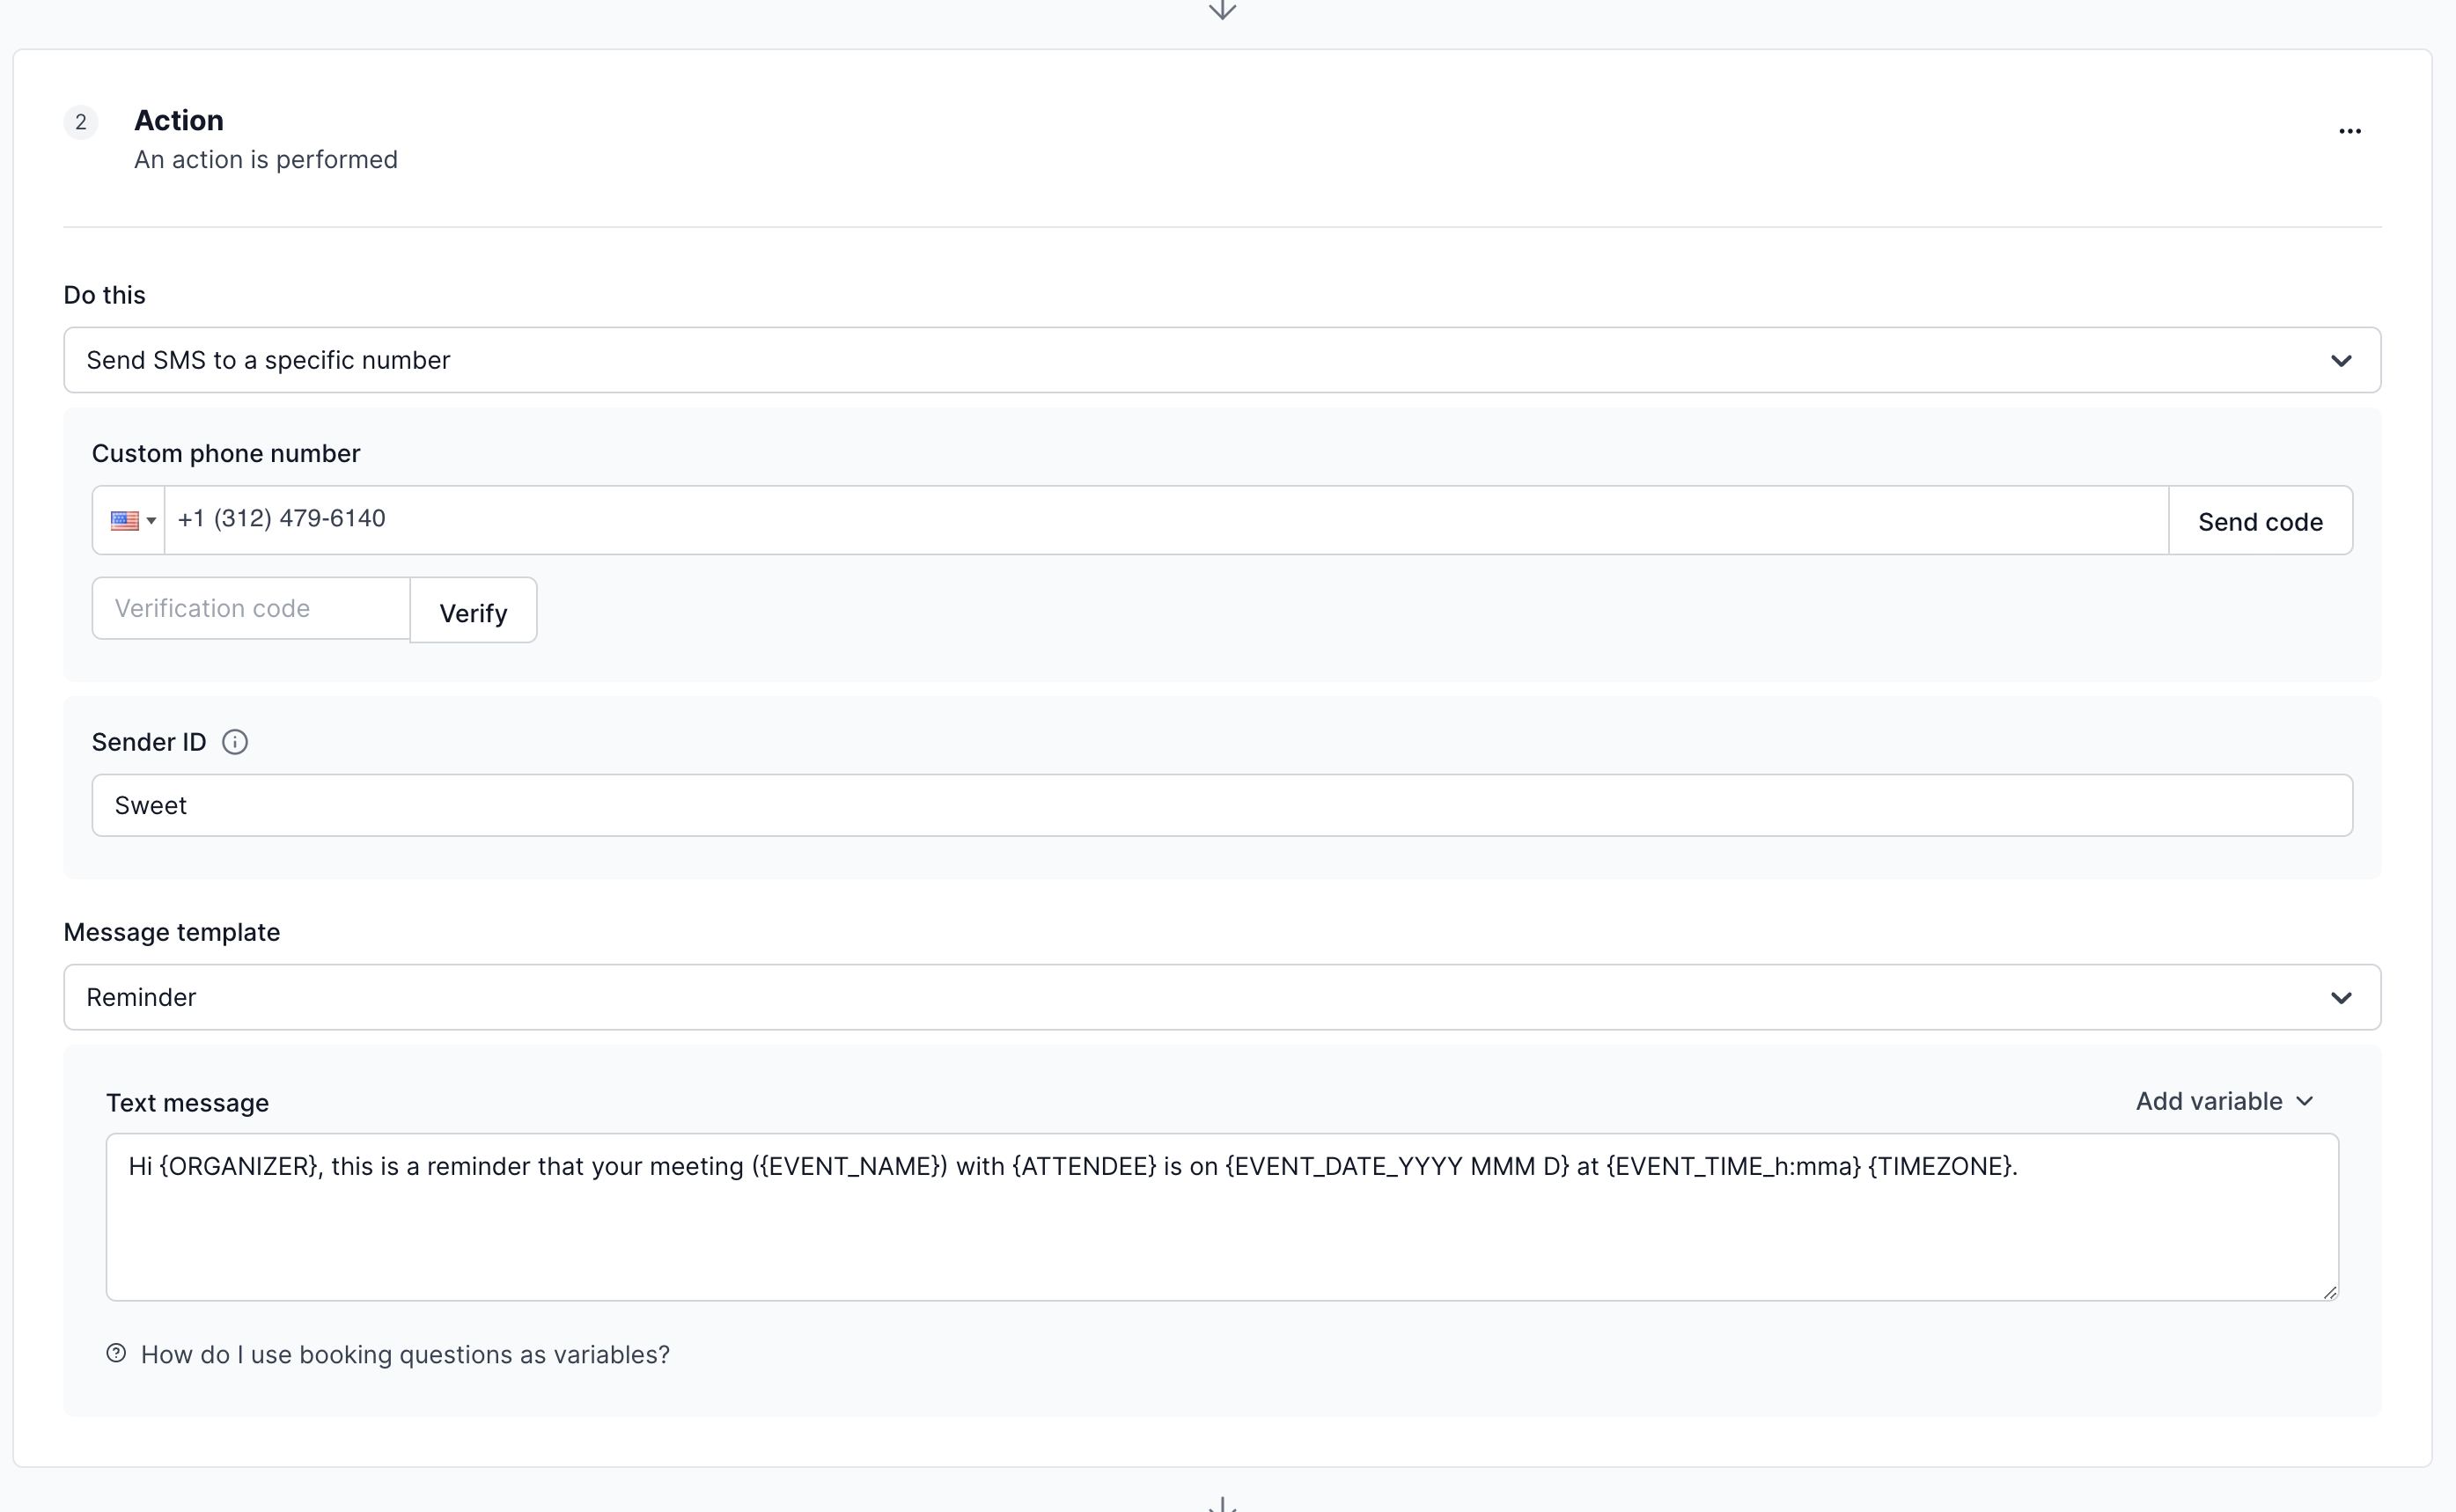 2
Action
An action is performed
Do this
Send SMS to a specific number
Custom phone number
+1 (312) 479-6140
Send code
Verification code
Verify
Sender ID
Sweet
Message template
Reminder
Text message
Add variable
Hi {ORGANIZER}, this is a reminder that your meeting ({EVENT_NAME}) with {ATTENDEE} is on {EVENT_DATE_YYYY MMM D} at {EVENT_TIME_h:mma} {TIMEZONE}.
How do I use booking questions as variables?